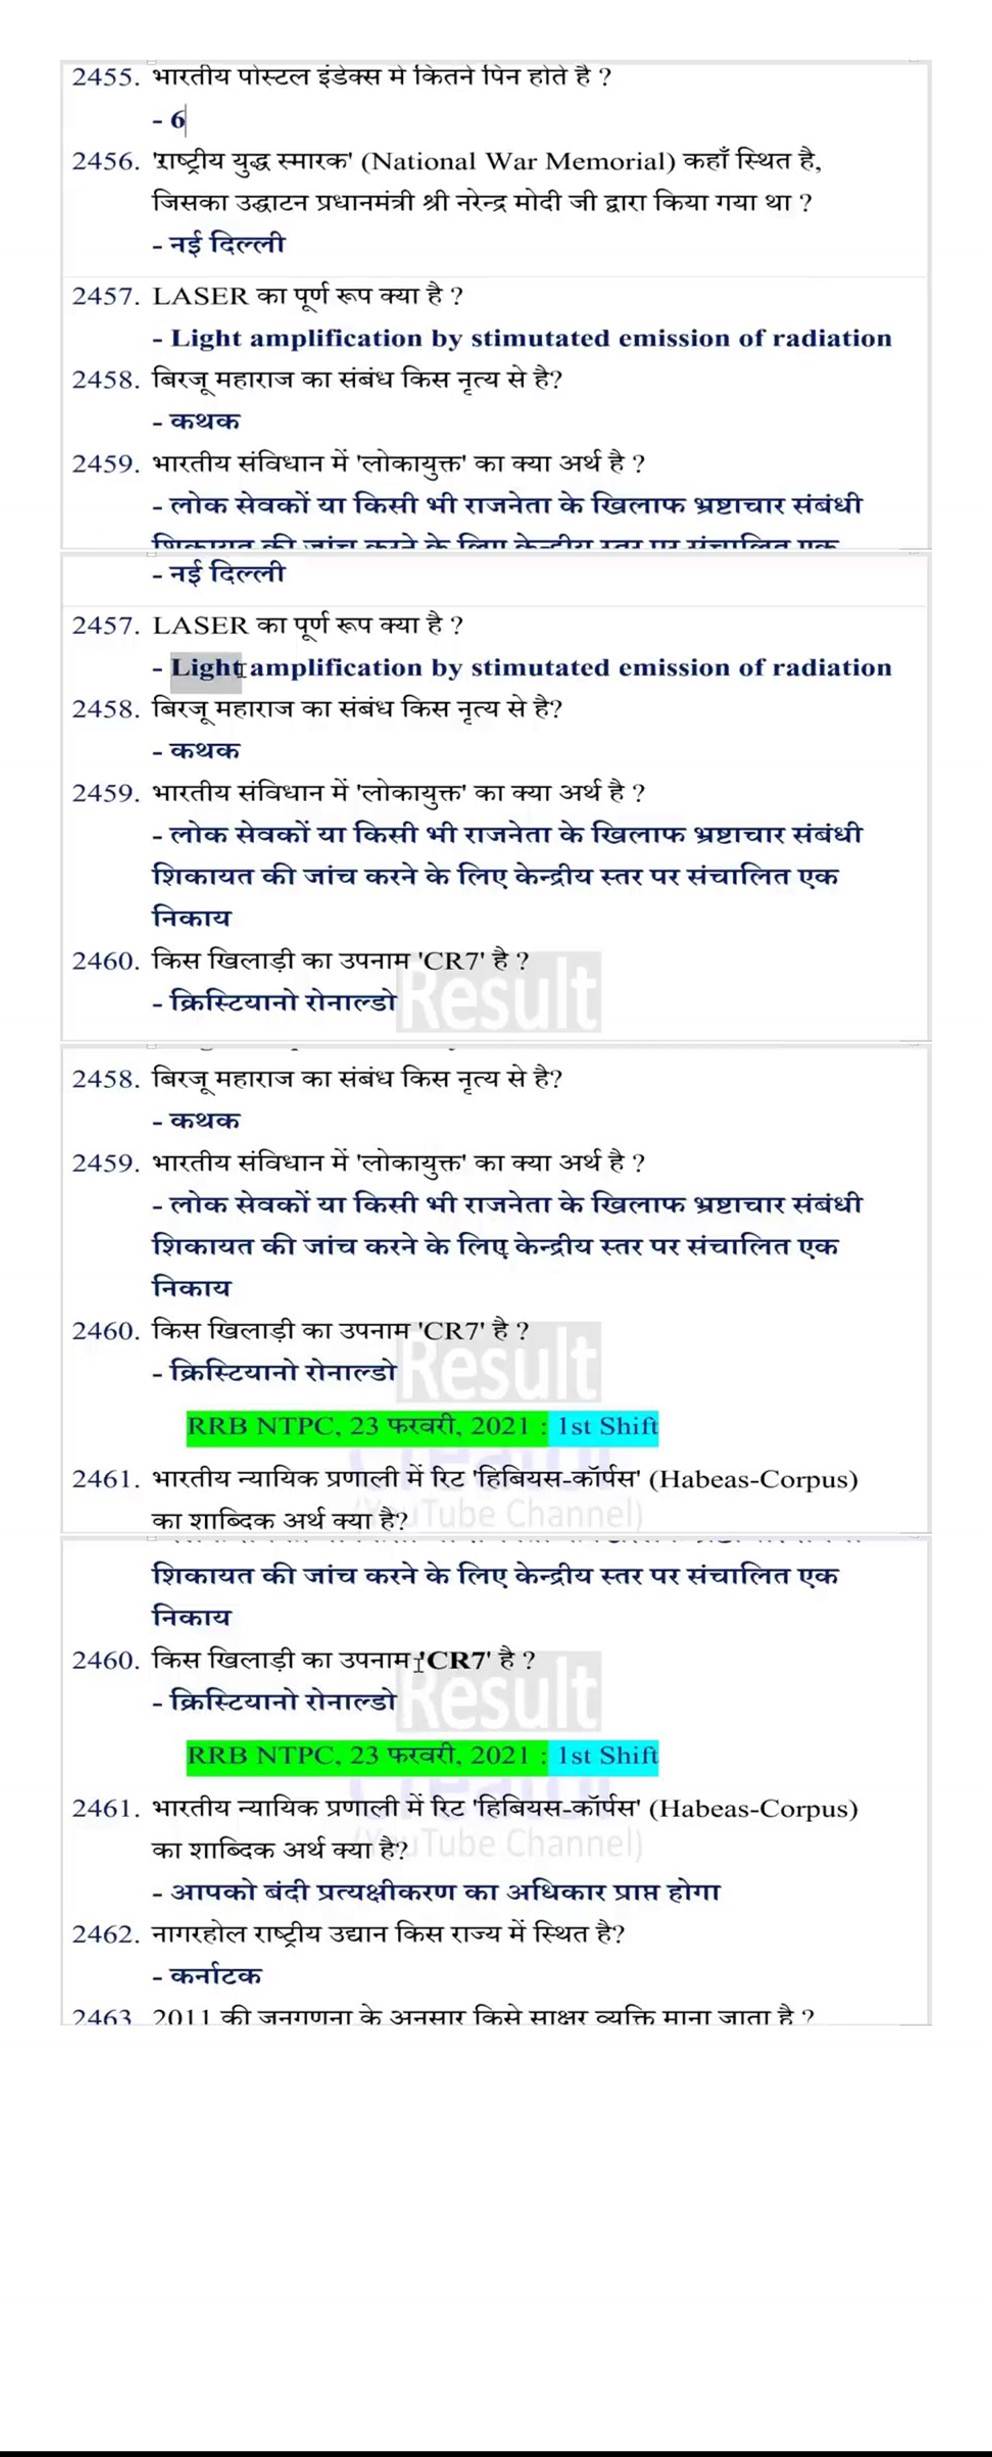 2455. भारतीय पोस्टल इंडेक्स मे कितने पिन होते है ?
- 6
2456. 'राष्ट्रीय युद्ध स्मारक' (National War Memorial) कहाँ स्थित है,
जिसका उद्घाटन प्रधानमंत्री श्री नरेन्द्र मोदी जी द्वारा किया गया था ?
- नई दिल्ली
2457. LASER का पूर्ण रूप क्या है ?
- Light amplification by stimutated emission of radiation
2458. बिरजू महाराज का संबंध किस नृत्य से है?
- कथक
2459. भारतीय संविधान में 'लोकायुक्त' का क्या अर्थ है ?
- लोक सेवकों या किसी भी राजनेता के खिलाफ भ्रष्टाचार संबंधी
शिकायत की जांच करने के लिए केन्द्रीय स्तर पर संचालित एक
- नई दिल्ली
2457. LASER का पूर्ण रूप क्या है ?
- Light amplification by stimutated emission of radiation
2458. बिरजू महाराज का संबंध किस नृत्य से है?
- कथक
2459. भारतीय संविधान में 'लोकायुक्त' का क्या अर्थ है ?
- लोक सेवकों या किसी भी राजनेता के खिलाफ भ्रष्टाचार संबंधी
शिकायत की जांच करने के लिए केन्द्रीय स्तर पर संचालित एक
निकाय
2460. किस खिलाड़ी का उपनाम 'CR7' है ?
- क्रिस्टियानो रोनाल्डो
Result
2458. बिरजू महाराज का संबंध किस नृत्य से है?
- कथक
2459. भारतीय संविधान में 'लोकायुक्त' का क्या अर्थ है ?
- लोक सेवकों या किसी भी राजनेता के खिलाफ भ्रष्टाचार संबंधी
शिकायत की जांच करने के लिए केन्द्रीय स्तर पर संचालित एक
निकाय
2460. किस खिलाड़ी का उपनाम 'CR7' है ?
- क्रिस्टियानो रोनाल्डो
Result
RRB NTPC, 23 फरवरी, 2021 : 1st Shift
2461. भारतीय न्यायिक प्रणाली में रिट 'हिबियस-कॉर्पस' (Habeas-Corpus)
का शाब्दिक अर्थ क्या है?
(YouTube Channel)
शिकायत की जांच करने के लिए केन्द्रीय स्तर पर संचालित एक
निकाय
2460. किस खिलाड़ी का उपनाम 'CR7' है ?
- क्रिस्टियानो रोनाल्डो
Result
RRB NTPC, 23 फरवरी, 2021 : 1st Shift
2461. भारतीय न्यायिक प्रणाली में रिट 'हिबियस-कॉर्पस' (Habeas-Corpus)
का शाब्दिक अर्थ क्या है?
(YouTube Channel)
- आपको बंदी प्रत्यक्षीकरण का अधिकार प्राप्त होगा
2462. नागरहोल राष्ट्रीय उद्यान किस राज्य में स्थित है?
- कर्नाटक
2463. 2011 की जनगणना के अनुसार किसे साक्षर व्यक्ति माना जाता है ?